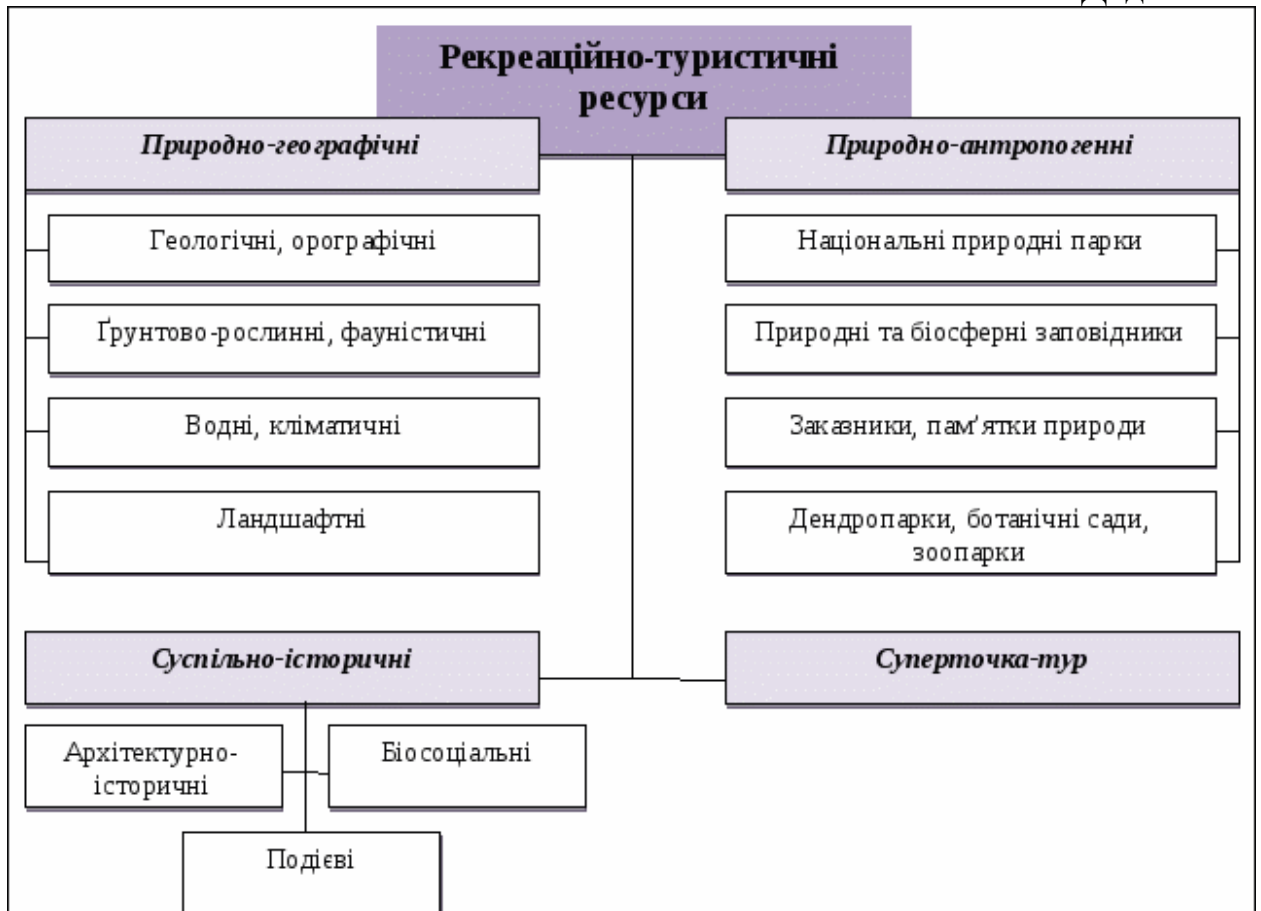 Рекреаційно-туристичні
ресурси
Природно-географічні
Природно-антропогенні
Геологічні, орографічні
Національні природні парки
Ґрунтово-рослинні, фауністичні
Природні та біосферні заповідники
Водні, кліматичні
Заказники, пам'ятки природи
Ландшафтні
Дендропарки, ботанічні сади,
зоопарки
Суспільно-історичні
Суперточка-тур
Архітектурно-
історичні
Біосоціальні
Подієві